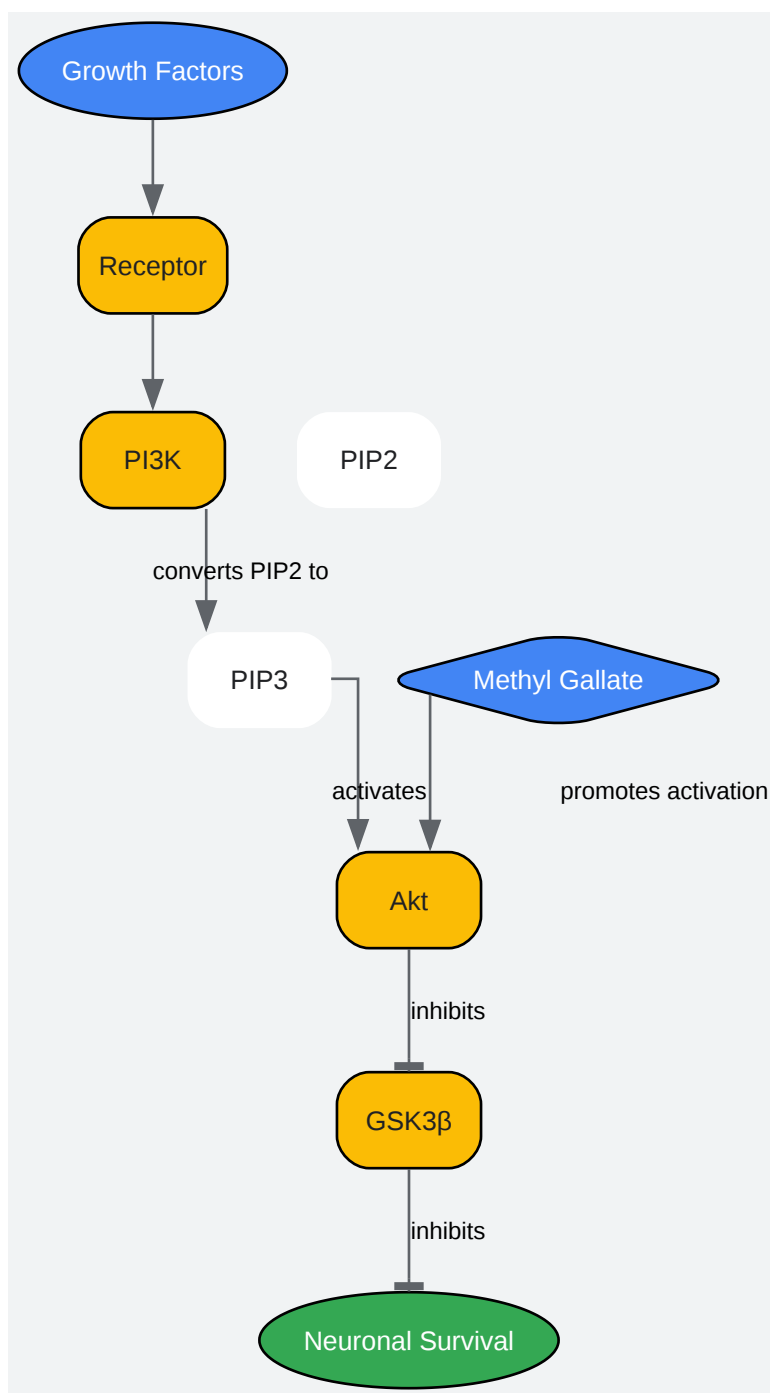 Growth Factors
Receptor
PI3K
PIP2
converts PIP2 to
PIP3
Methyl Gallate
activates
promotes activation
Akt
inhibits
GSK3β
inhibits
Neuronal Survival